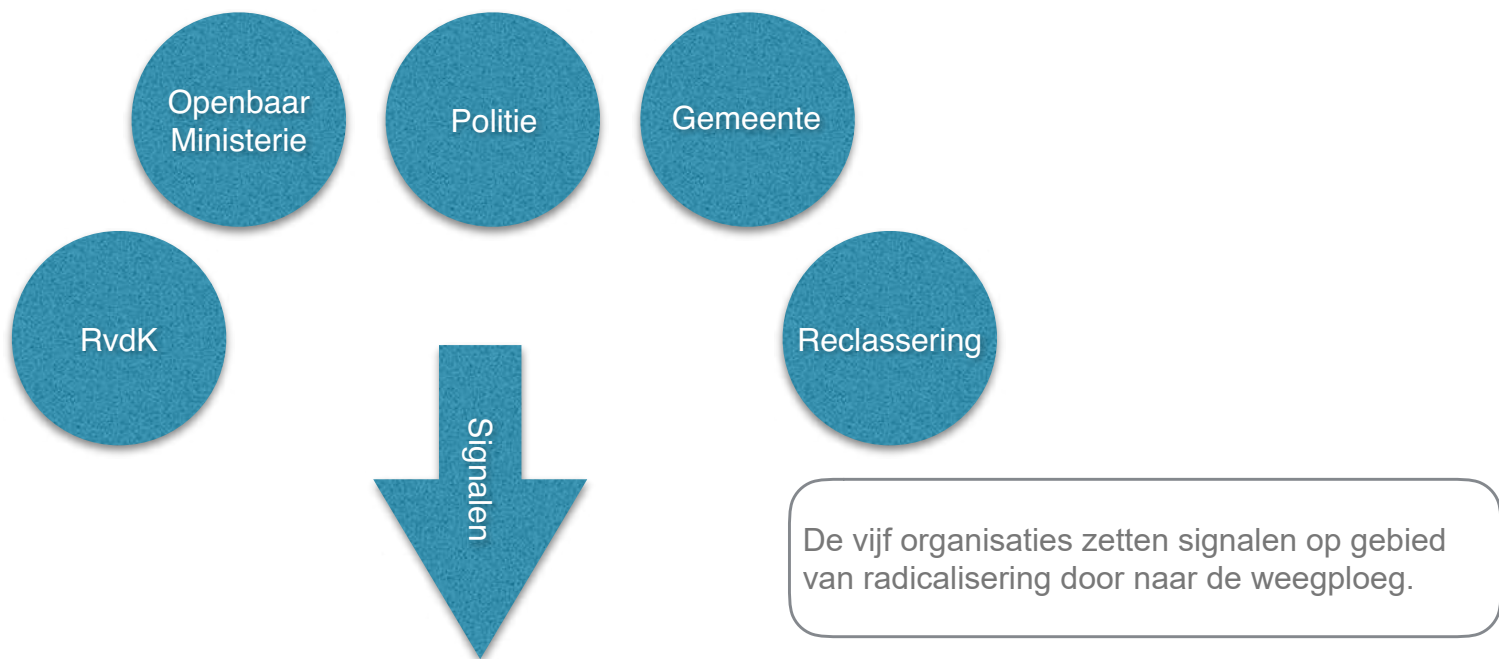 Openbaar
Ministerie
Politie
Gemeente
RvdK
Reclassering
Signalen
De vijf organisaties zetten signalen op gebied
van radicalisering door naar de weegploeg.